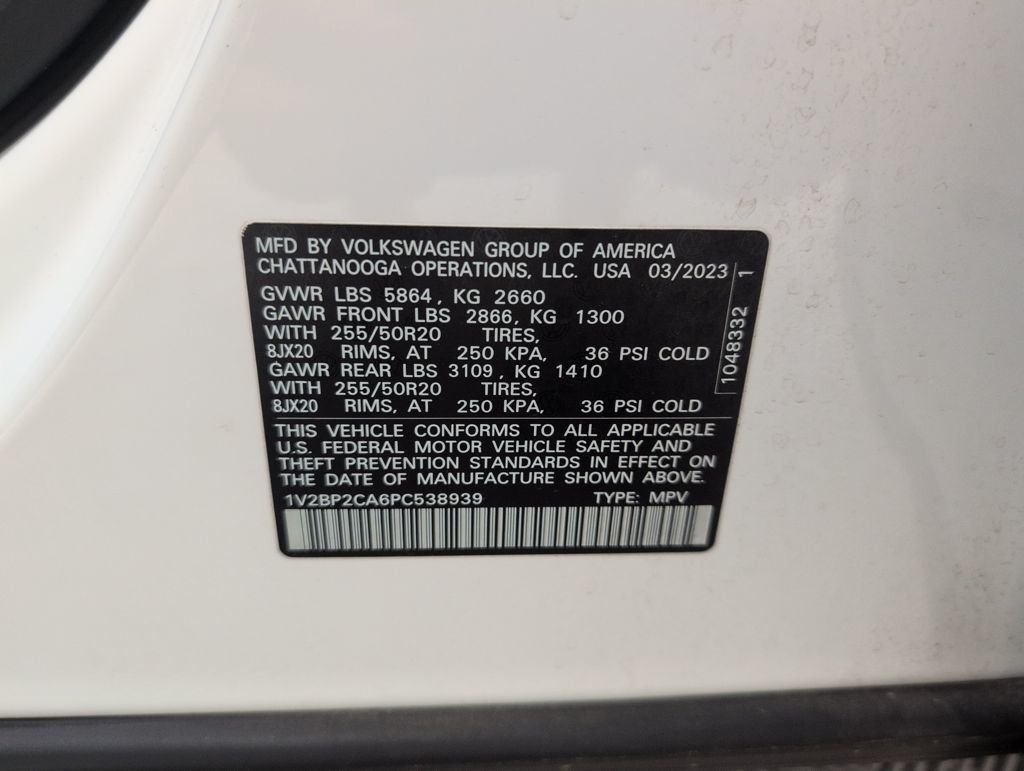 MFD BY VOLKSWAGEN GROUP OF AMERICA
CHATTANOOGA OPERATIONS, LLC. USA 03/2023
GVWR LBS 5864, KG 2660
GAWR FRONT LBS 2866, KG 1300
WITH 255/50R20 TIRES,
8JX20 RIMS, AT 250 KPA, 36 PSI COLD
GAWR REAR LBS 3109, KG 1410
WITH 255/50R20 TIRES,
8JX20 RIMS, AT 250 KPA, 36 PSI COLD
THIS VEHICLE CONFORMS TO ALL APPLICABLE
U.S. FEDERAL MOTOR VEHICLE SAFETY AND
THEFT PREVENTION STANDARDS IN EFFECT ON
THE DATE OF MANUFACTURE SHOWN ABOVE.
1V2BP2CA6PC538939 TYPE: MPV
1048332 1